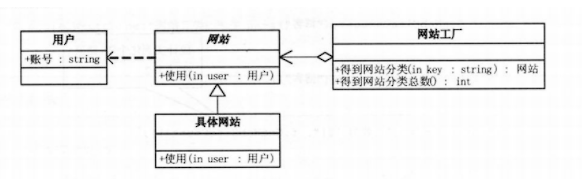 用户
+账号 : string
网站
+使用(in user : 用户)
网站工厂
+得到网站分类(in key : string) : 网站
+得到网站分类总数() : int
具体网站
+使用(in user : 用户)